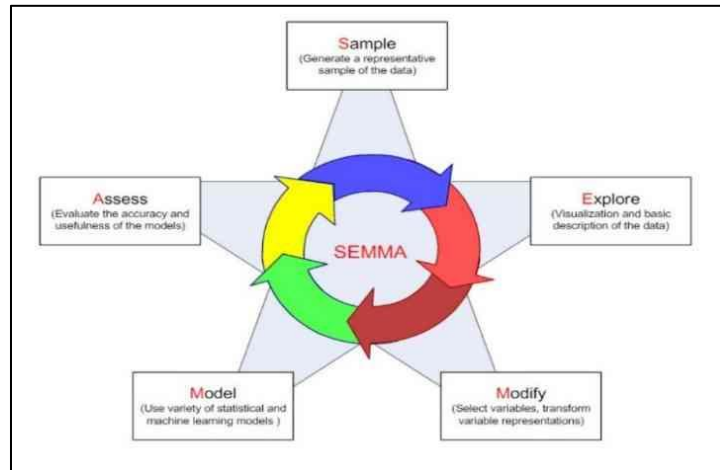 Sample
(Generate a representative
sample of the data)
Assess
(Evaluate the accuracy and
usefulness of the models)
Explore
(Visualization and basic
description of the data)
SEMMA
Model
(Use variety of statistical and
machine learning models )
Modify
(Select variables, transform
variable representations)